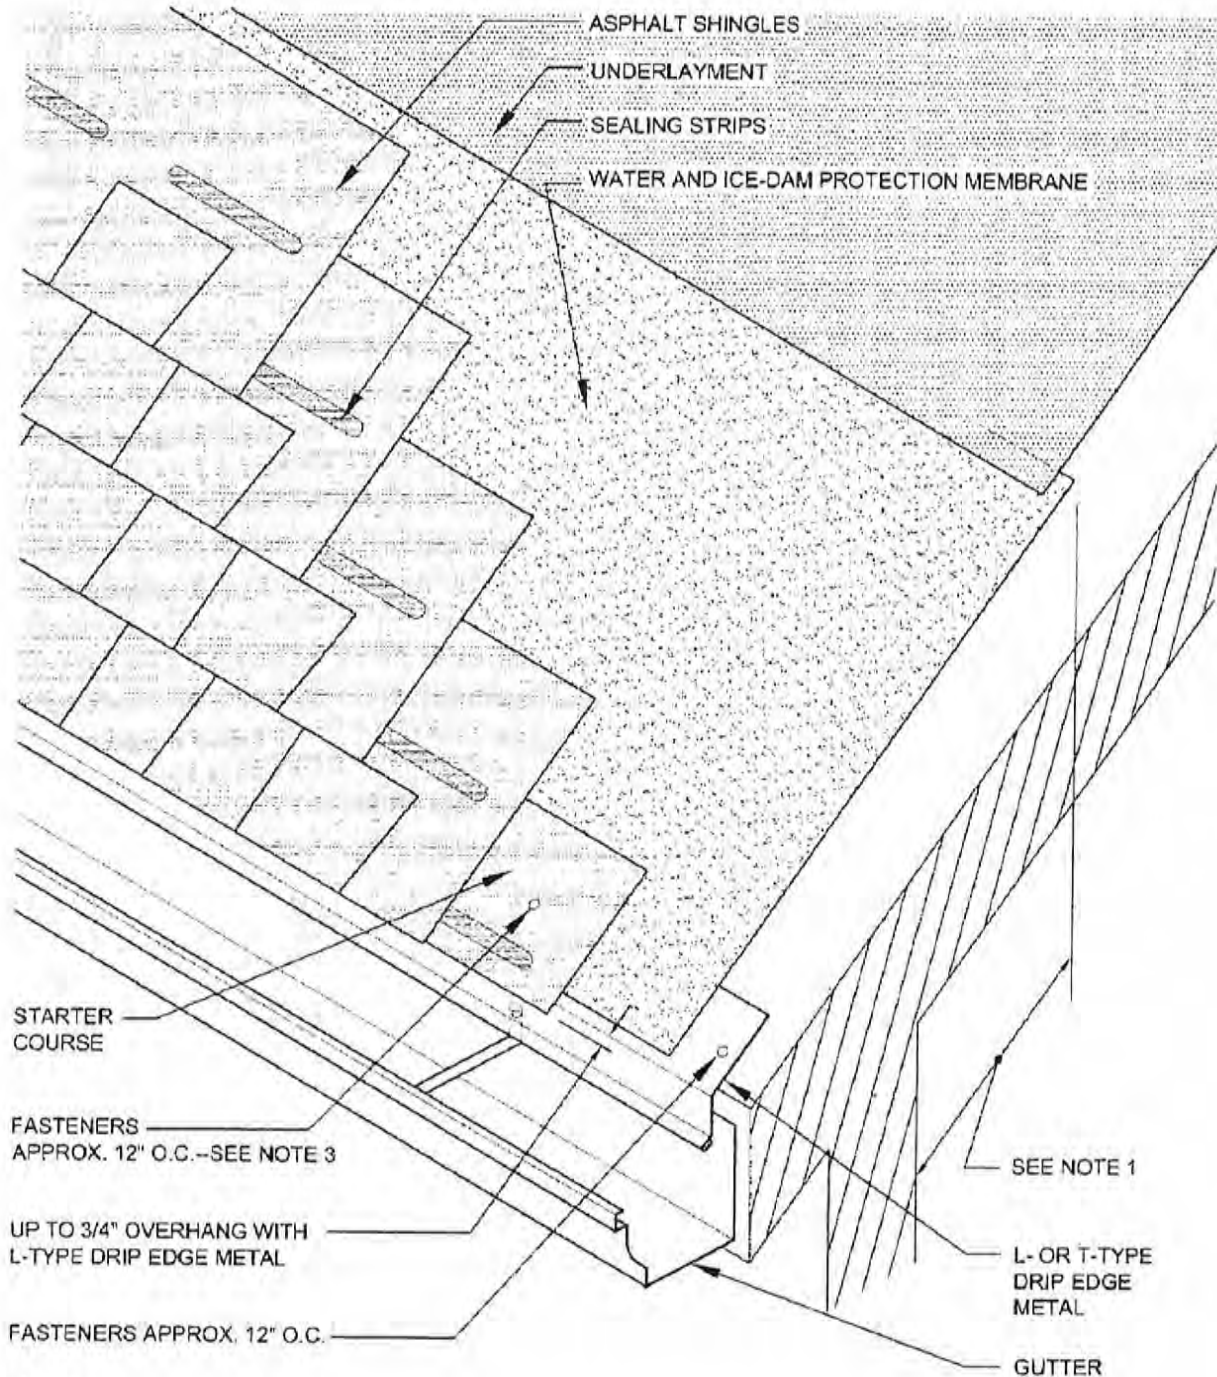 ASPHALT SHINGLES
UNDERLAYMENT
SEALING STRIPS
WATER AND ICE-DAM PROTECTION MEMBRANE
STARTER
COURSE
FASTENERS
APPROX. 12" O.C.--SEE NOTE 3
UP TO 3/4" OVERHANG WITH
L-TYPE DRIP EDGE METAL
FASTENERS APPROX. 12" O.C.
SEE NOTE 1
L- OR T-TYPE
DRIP EDGE
METAL
GUTTER